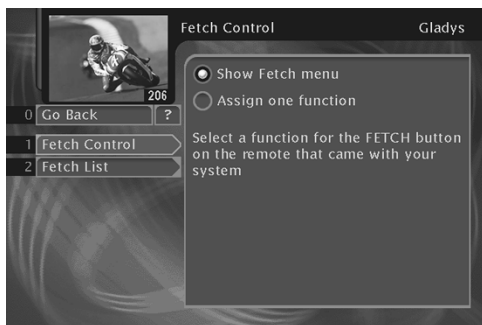 Fetch Control Gladys
206
0 Go Back ?
1 Fetch Control
2 Fetch List
Show Fetch menu
Assign one function
Select a function for the FETCH button
on the remote that came with your
system